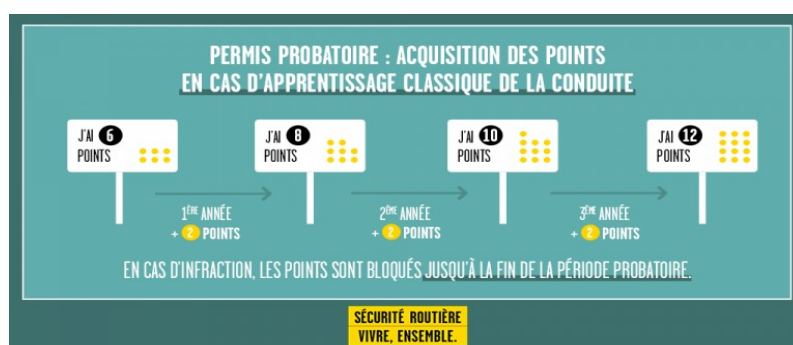 PERMIS PROBATOIRE : ACQUISITION DES POINTS
EN CAS D'APPRENTISSAGE CLASSIQUE DE LA CONDUITE
J'AI 6
POINTS
J'AI 8
POINTS
J'AI 10
POINTS
J'AI 12
POINTS
1ÈRE ANNÉE
+ 2 POINTS
2ÈME ANNÉE
+ 2 POINTS
3ÈME ANNÉE
+ 2 POINTS
EN CAS D'INFRACTION, LES POINTS SONT BLOQUÉS JUSQU'À LA FIN DE LA PÉRIODE PROBATOIRE.
SÉCURITÉ ROUTIÈRE
VIVRE, ENSEMBLE.